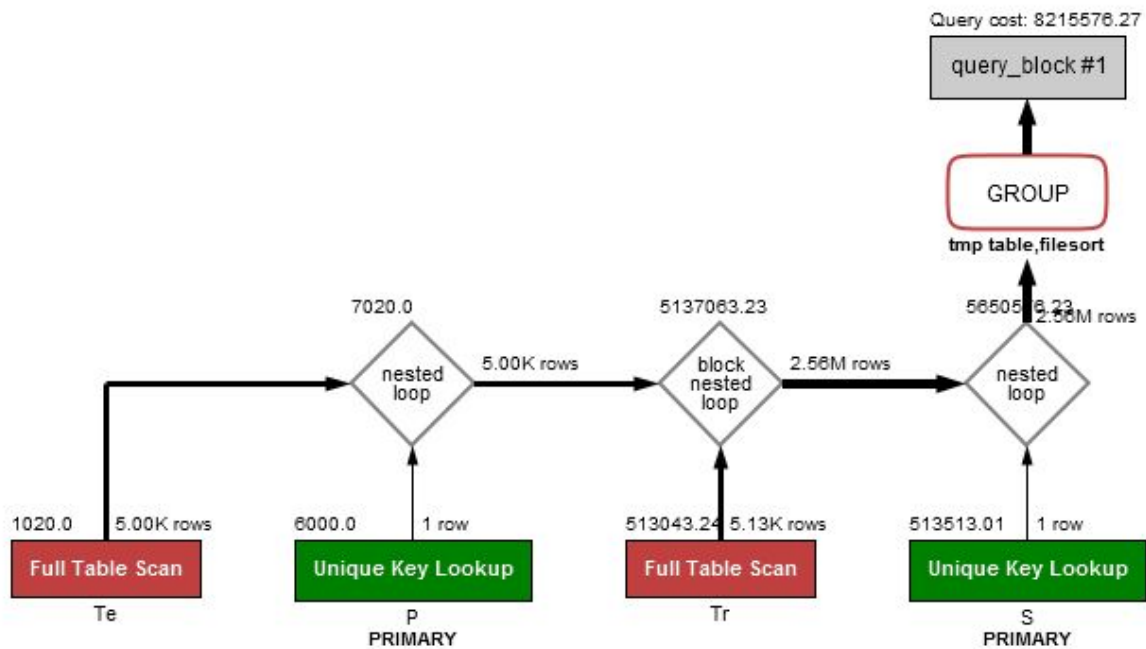 Query cost: 8215576.27
query_block #1
GROUP
tmp table,filesort
7020.0
5137063.23
5650576.23
2.56M rows
nested
loop
5.00K rows
block
nested
loop
2.56M rows
nested
loop
1020.0
5.00K rows
6000.0
1 row
513043.24
5.13K rows
513513.01
1 row
Full Table Scan
Unique Key Lookup
Full Table Scan
Unique Key Lookup
Te
P
Tr
S
PRIMARY
PRIMARY